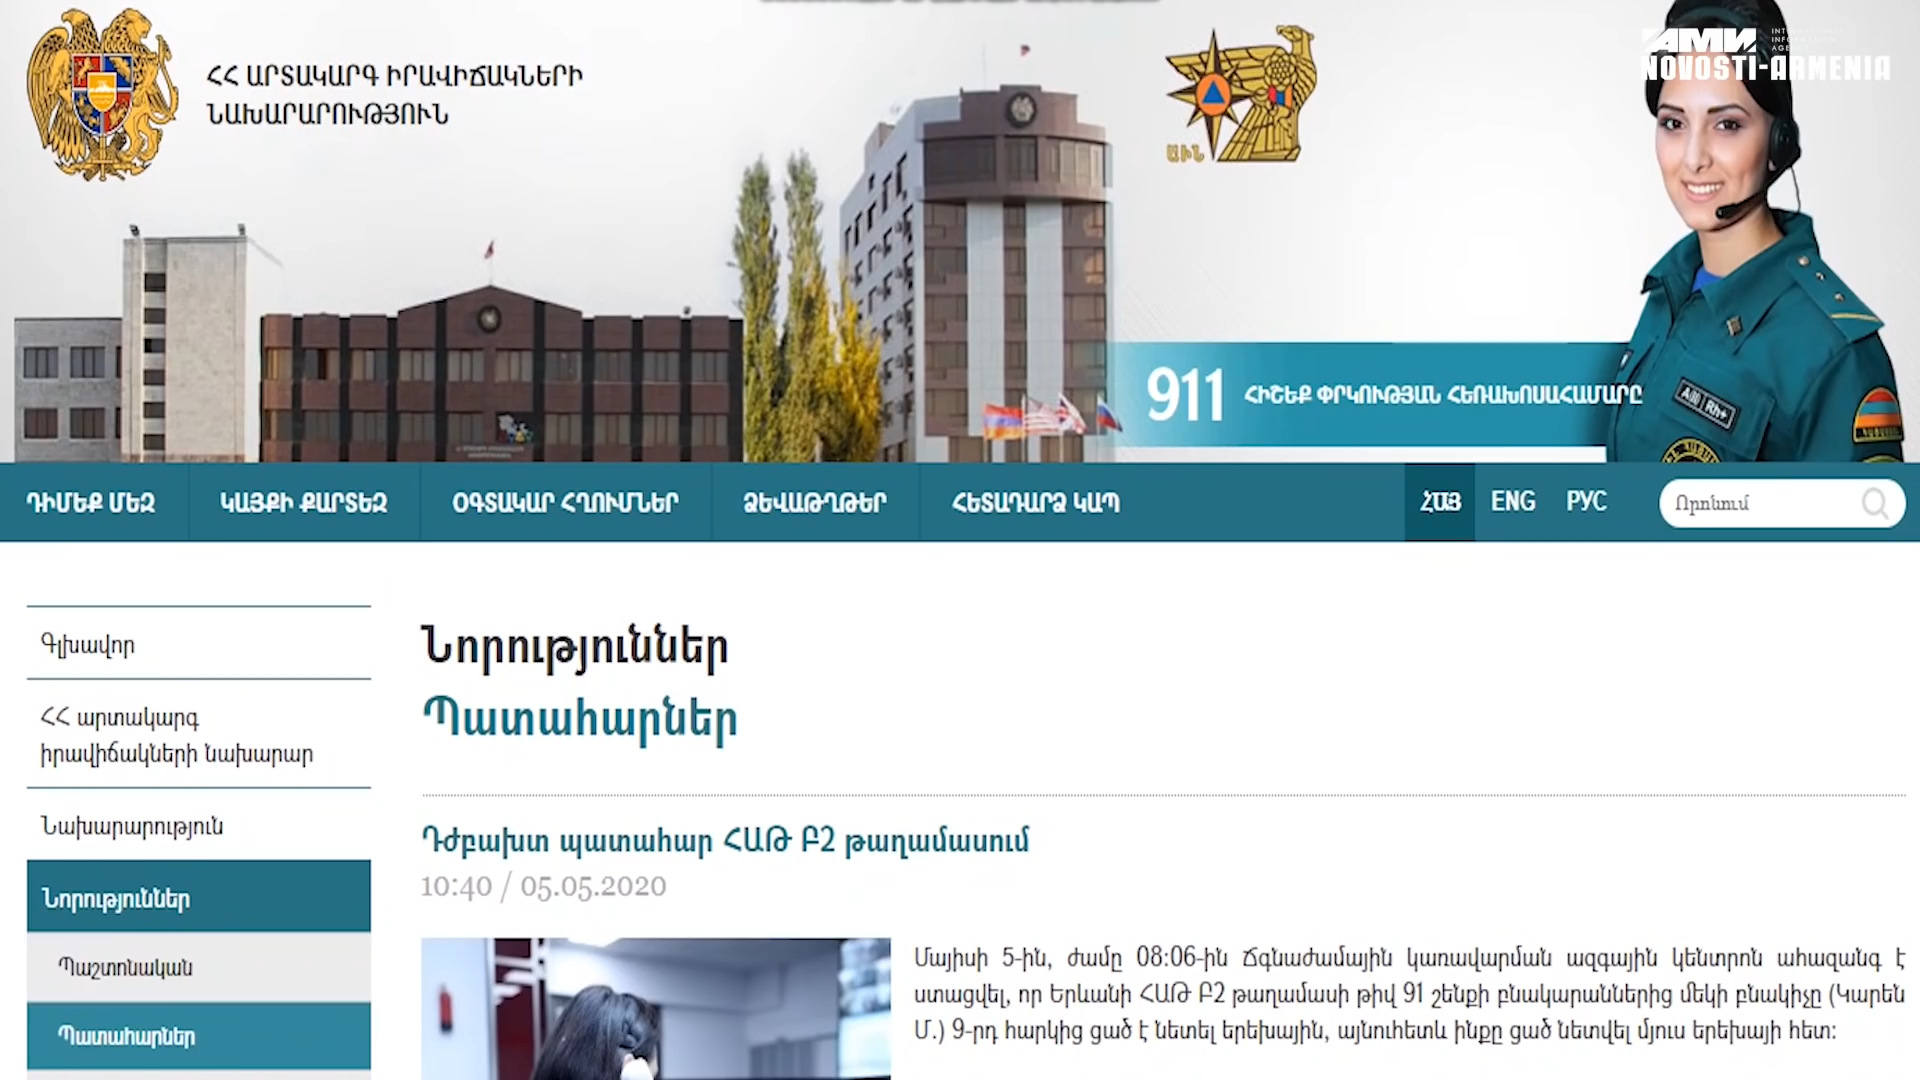 ՀՀ ԱՐՏԱԿԱՐԳ ԻՐԱՎԻՃԱԿՆԵՐԻ
ՆԱԽԱՐԱՐՈՒԹՅՈՒՆ
ԱԻՆ
АМИ
NOVOSTI-ARMENIA
911 ՀԻՇԵՔ ՓՐԿՈՒԹՅԱՆ ՀԵՌԱԽՈՍԱՀԱՄԱՐԸ
ԴԻՄԵՔ ՄԵԶ
ԿԱՅՔԻ ՔԱՐՏԵԶ
ՕԳՏԱԿԱՐ ՀՂՈՒՄՆԵՐ
ՁԵՎԱԹՂԹԵՐ
ՀԵՏԱԴԱՐՁ ԿԱՊ
ՀԱՅ
ENG
РУС
Որոնում
Գլխավոր
ՀՀ արտակարգ
իրավիճակների նախարար
Նախարարություն
Նորություններ
Պաշտոնական
Պատահարներ
Նորություններ
Պատահարներ
Դժբախտ պատահար ՀԱԹ Բ2 թաղամասում
10:40 / 05.05.2020
Մայիսի 5-ին, ժամը 08:06-ին Ճգնաժամային կառավարման ազգային կենտրոն ահազանգ է
ստացվել, որ Երևանի ՀԱԹ Բ2 թաղամասի թիվ 91 շենքի բնակարաններից մեկի բնակիչը (Կարեն
Մ.) 9-րդ հարկից ցած է նետել երեխային, այնուհետև ինքը ցած նետվել մյուս երեխայի հետ: